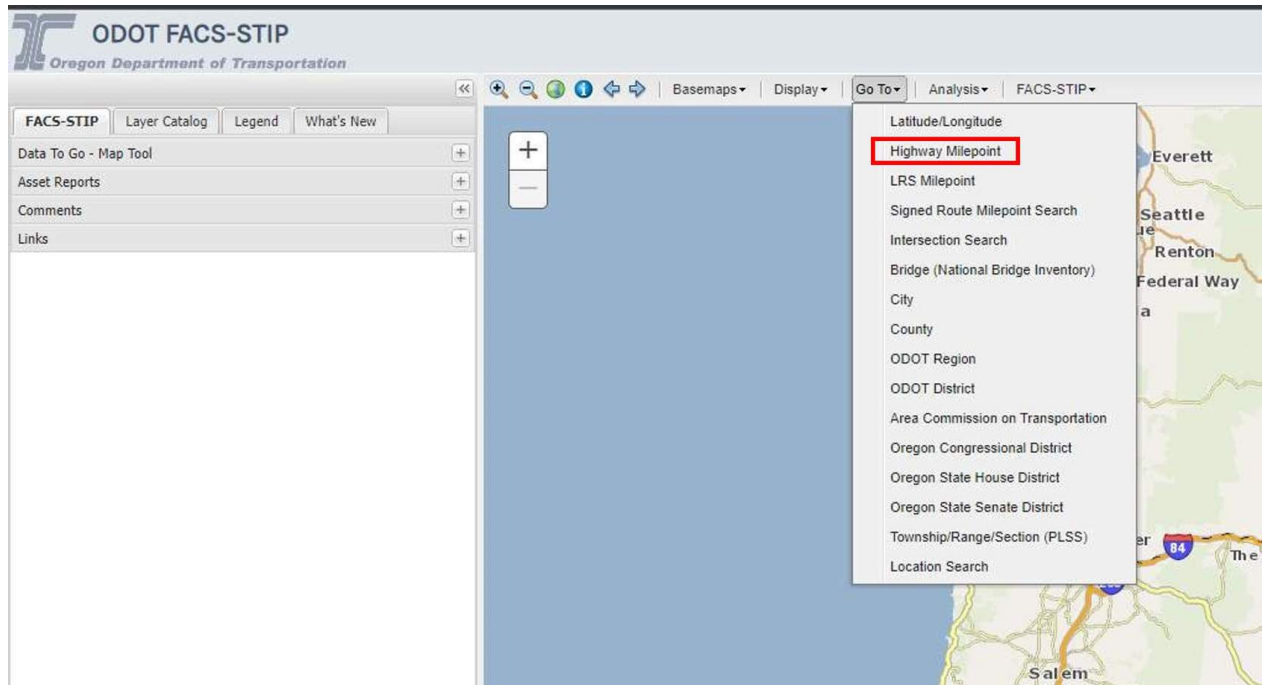 ODOT FACS-STIP
Oregon Department of Transportation
Basemaps
Display
Go To
Analysis
FACS-STIP
FACS-STIP
Layer Catalog
Legend
What's New
Data To Go - Map Tool
Asset Reports
Comments
Links
Latitude/Longitude
Highway Milepoint
LRS Milepoint
Signed Route Milepoint Search
Intersection Search
Bridge (National Bridge Inventory)
City
County
ODOT Region
ODOT District
Area Commission on Transportation
Oregon Congressional District
Oregon State House District
Oregon State Senate District
Township/Range/Section (PLSS)
Location Search
Everett
Seattle
Renton
Federal Way
a
er
84
The
Salem